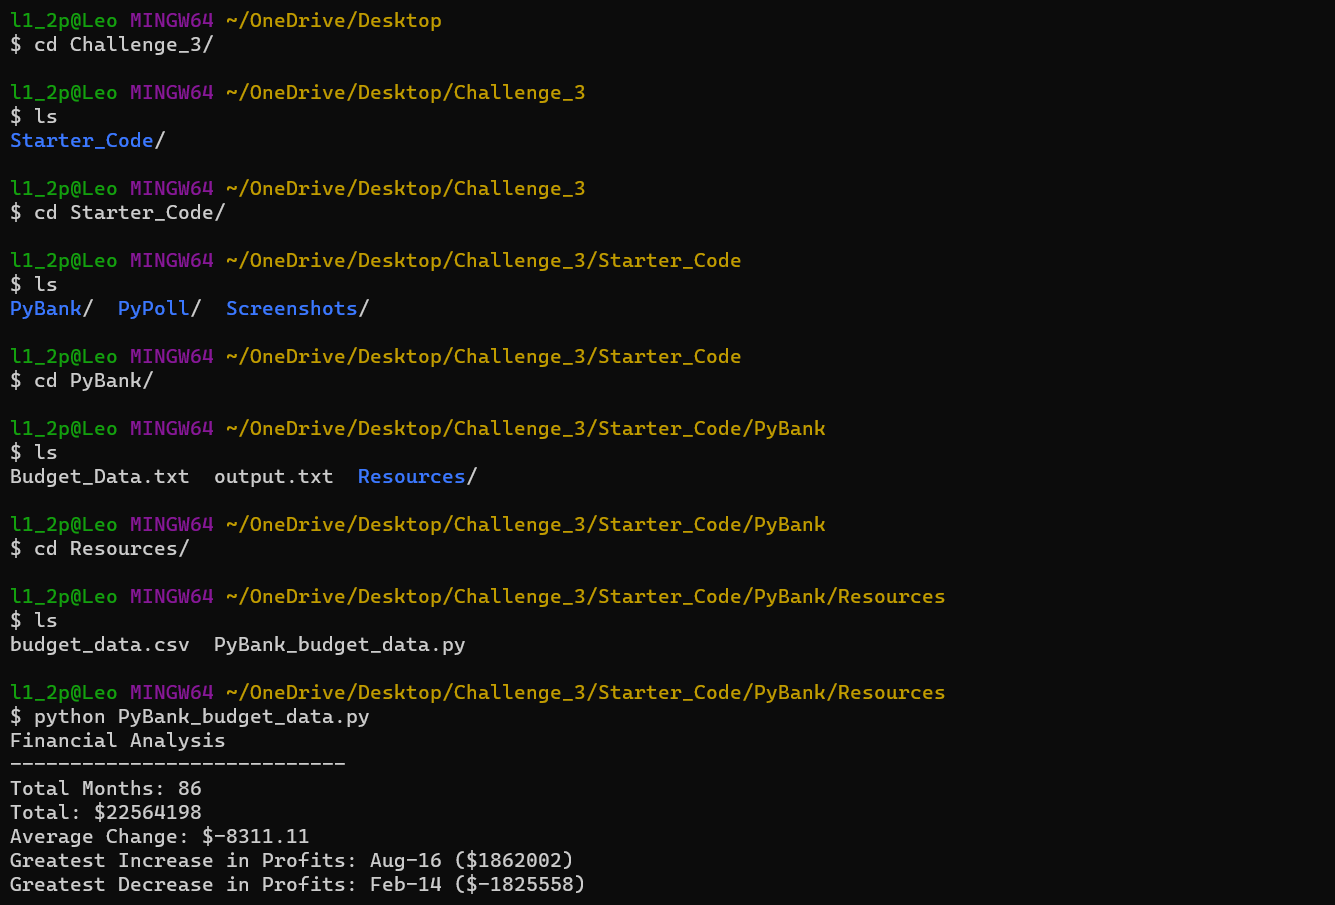 l1_2p@Leo MINGW64 ~/OneDrive/Desktop
$ cd Challenge_3/
l1_2p@Leo MINGW64 ~/OneDrive/Desktop/Challenge_3
$ ls
Starter_Code/
l1_2p@Leo MINGW64 ~/OneDrive/Desktop/Challenge_3
$ cd Starter_Code/
l1_2p@Leo MINGW64 ~/OneDrive/Desktop/Challenge_3/Starter_Code
$ ls
PyBank/  PyPoll/  Screenshots/
l1_2p@Leo MINGW64 ~/OneDrive/Desktop/Challenge_3/Starter_Code
$ cd PyBank/
l1_2p@Leo MINGW64 ~/OneDrive/Desktop/Challenge_3/Starter_Code/PyBank
$ ls
Budget_Data.txt  output.txt  Resources/
l1_2p@Leo MINGW64 ~/OneDrive/Desktop/Challenge_3/Starter_Code/PyBank
$ cd Resources/
l1_2p@Leo MINGW64 ~/OneDrive/Desktop/Challenge_3/Starter_Code/PyBank/Resources
$ ls
budget_data.csv  PyBank_budget_data.py
l1_2p@Leo MINGW64 ~/OneDrive/Desktop/Challenge_3/Starter_Code/PyBank/Resources
$ python PyBank_budget_data.py
Financial Analysis
----------------------------
Total Months: 86
Total: $22564198
Average Change: $-8311.11
Greatest Increase in Profits: Aug-16 ($1862002)
Greatest Decrease in Profits: Feb-14 ($-1825558)